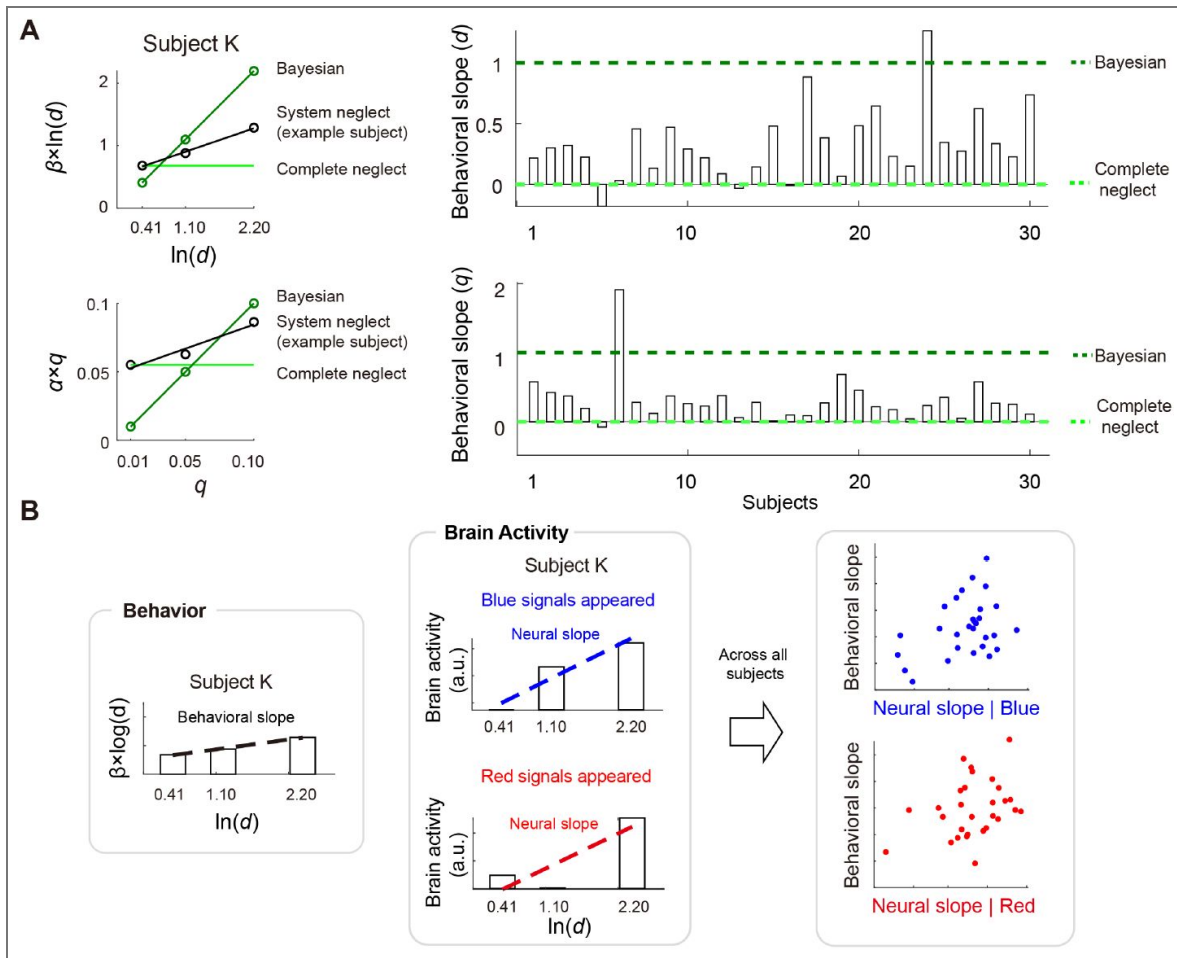 A
Subject K
β×ln(d)
2
1
0
0.41 1.10 2.20
ln(d)
Bayesian
System neglect
(example subject)
Complete neglect
Behavioral slope (d)
1
0.5
0
1 10 20 30
Bayesian
Complete
neglect
α×q
0.1
0.05
0
0.01 0.05 0.10
q
Bayesian
System neglect
(example subject)
Complete neglect
Behavioral slope (q)
2
1
0
1 10 20 30
Subjects
Bayesian
Complete
neglect
B
Behavior
Subject K
Behavioral slope
β×log(d)
0.41 1.10 2.20
ln(d)
Brain Activity
Subject K
Blue signals appeared
Neural slope
Brain activity
(a.u.)
0.41 1.10 2.20
Red signals appeared
Neural slope
Brain activity
(a.u.)
0.41 1.10 2.20
ln(d)
Across all
subjects
Behavioral slope
Neural slope | Blue
Behavioral slope
Neural slope | Red